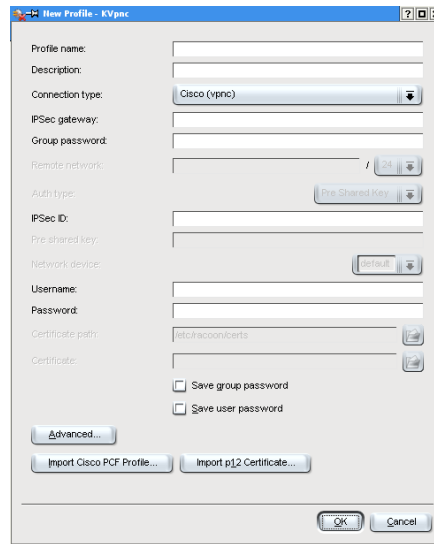 New Profile - KVpnc
Profile name:
Description:
Connection type: Cisco (vpnc)
IPSec gateway:
Group password:
Remote network: / 24
Auth type: Pre Shared Key
IPSec ID:
Pre shared key:
Network device: default
Username:
Password:
Certificate path: /etc/racoon/certs
Certificate:
Save group password
Save user password
Advanced...
Import Cisco PCF Profile... Import p12 Certificate...
OK Cancel